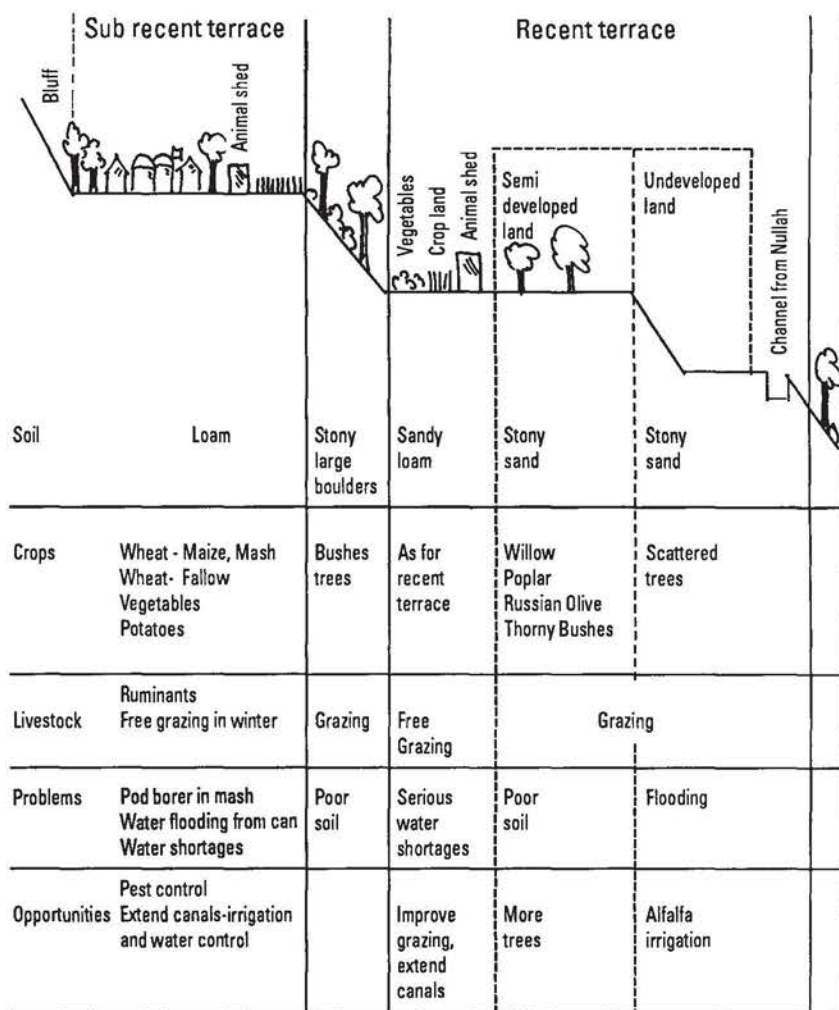 Sub recent terrace
Recent terrace
Bluff
Animal shed
Vegetables
Crop land
Animal shed
Semi
developed
land
Undeveloped
land
Channel from Nullah
Soil
Loam
Stony
large
boulders
Sandy
loam
Stony
sand
Stony
sand
Crops
Wheat - Maize, Mash
Wheat- Fallow
Vegetables
Potatoes
Bushes
trees
As for
recent
terrace
Willow
Poplar
Russian Olive
Thorny Bushes
Scattered
trees
Livestock
Ruminants
Free grazing in winter
Grazing
Free
Grazing
Grazing
Problems
Pod borer in mash
Water flooding from can
Water shortages
Poor
soil
Serious
water
shortages
Poor
soil
Flooding
Opportunities
Pest control
Extend canals-irrigation
and water control
Improve
grazing,
extend
canals
More
trees
Alfalfa
irrigation